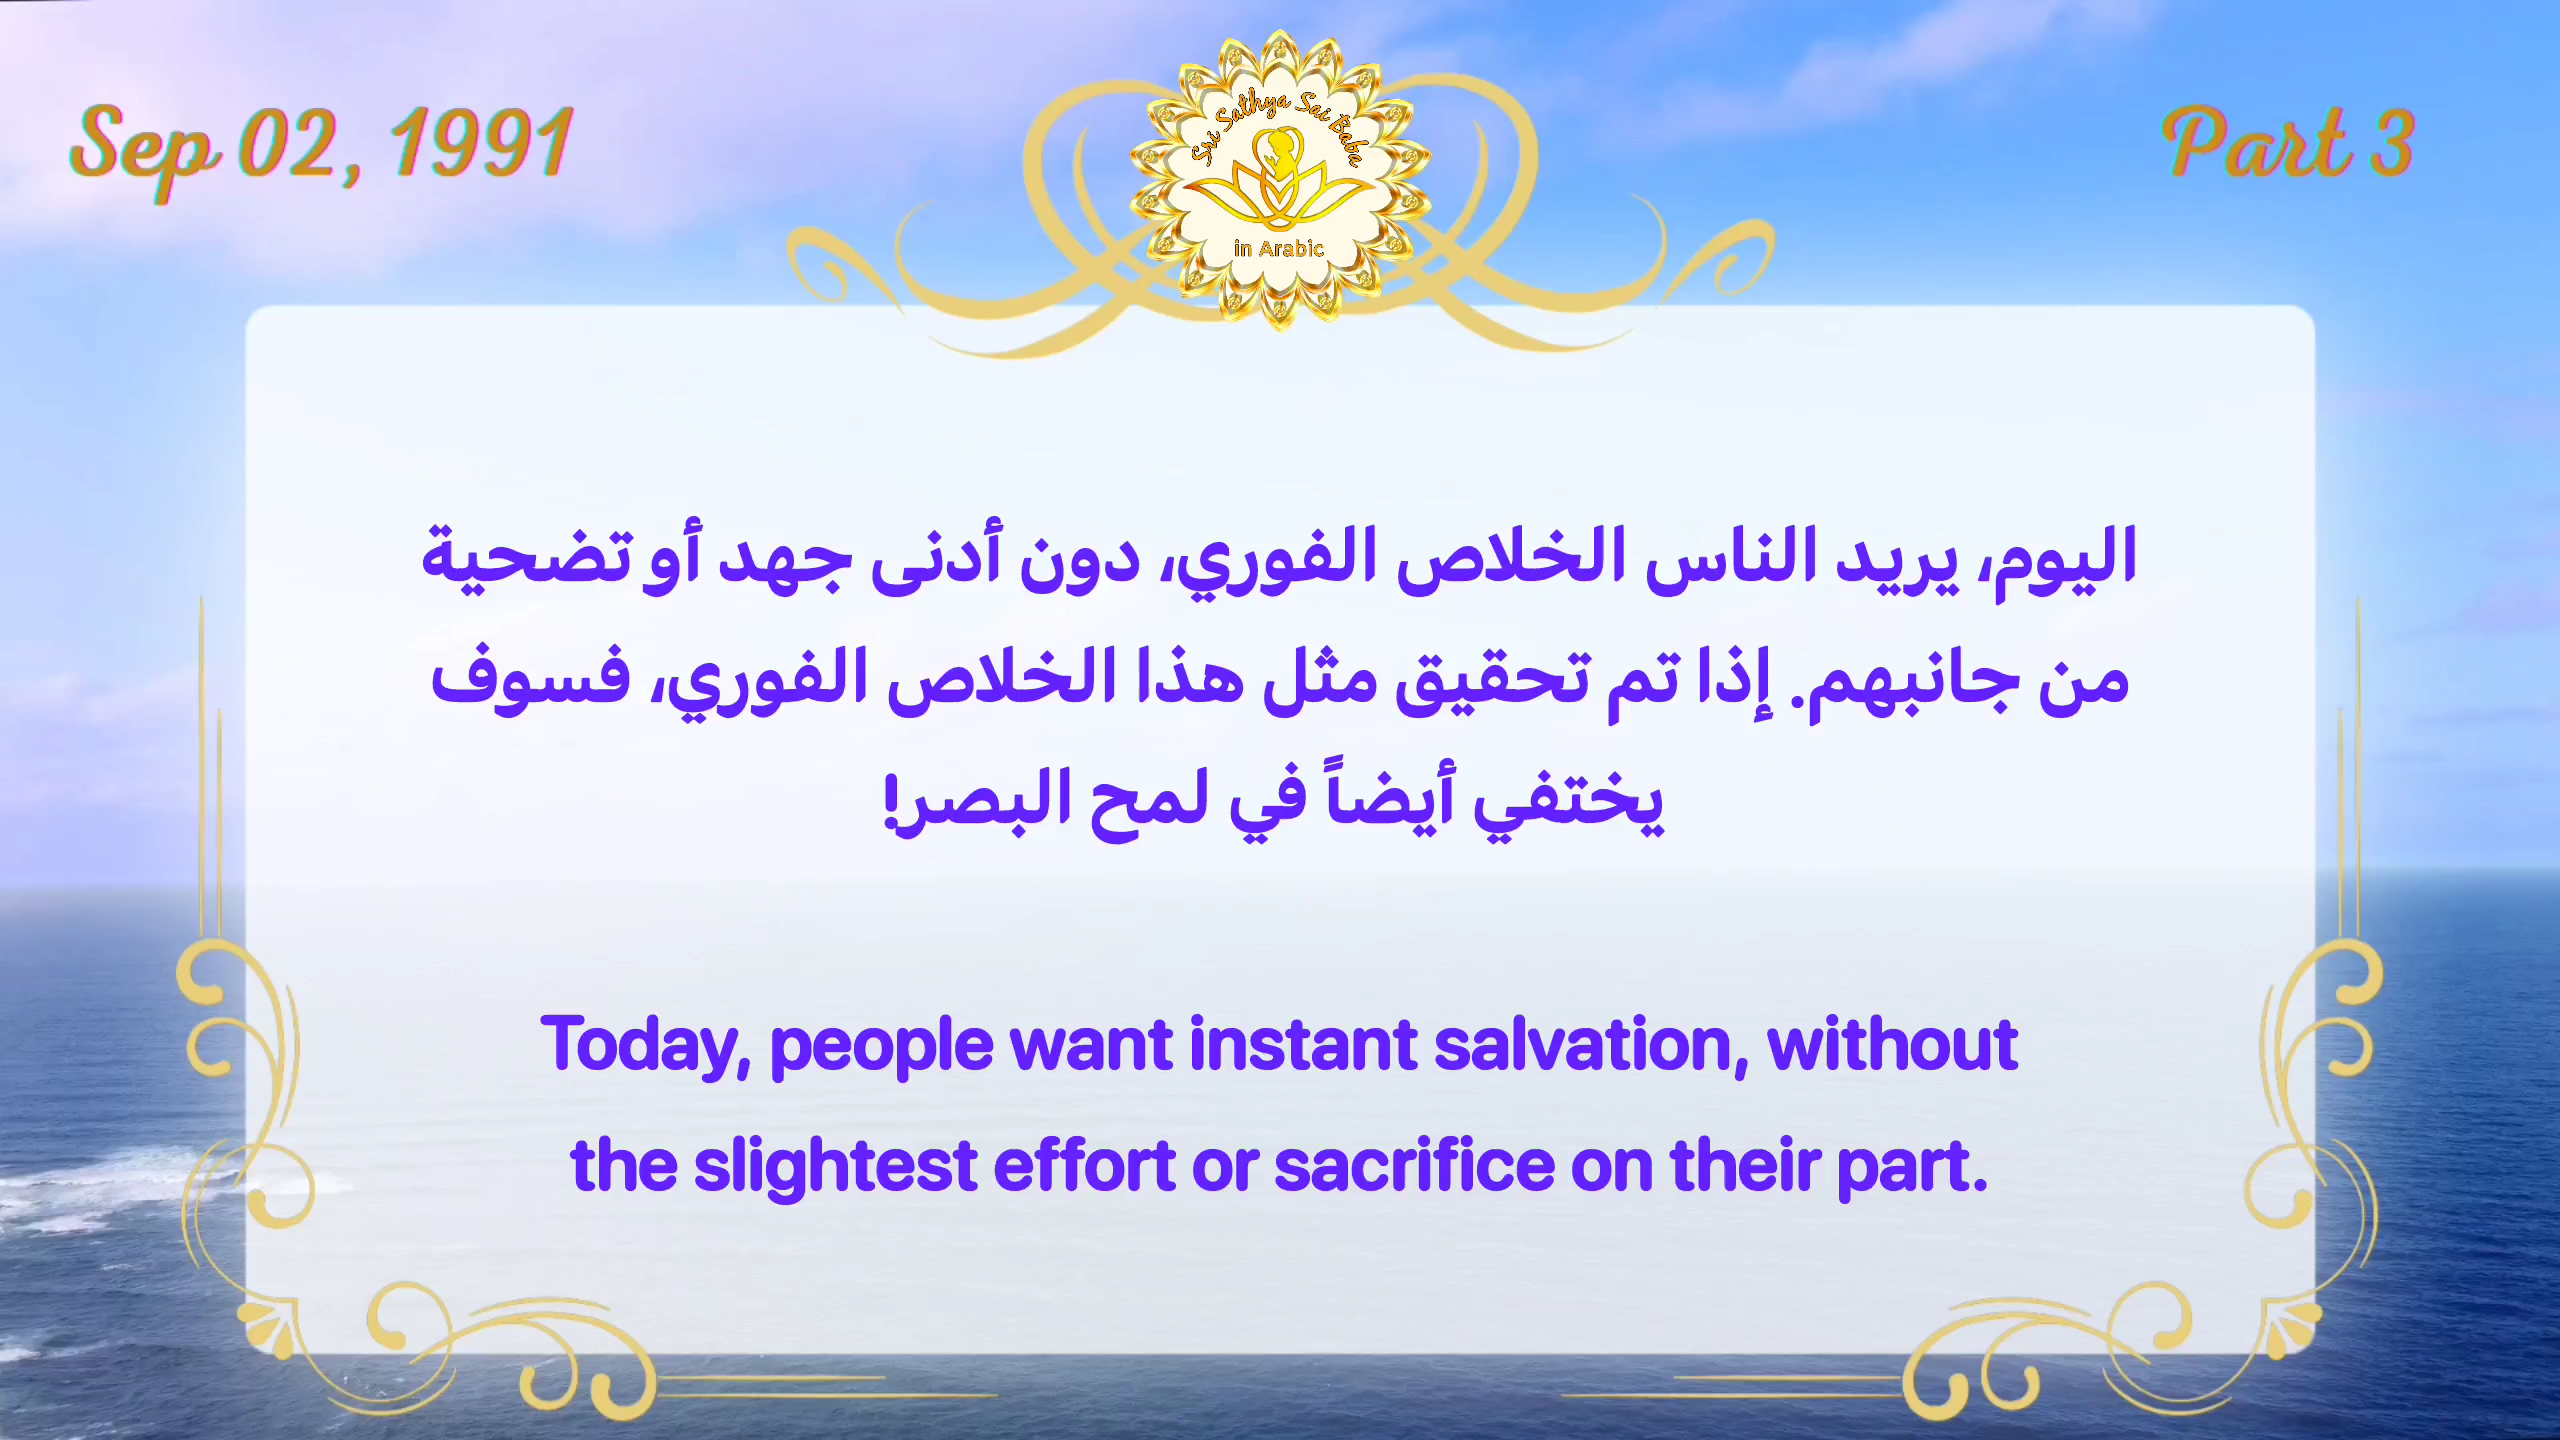 Sep 02, 1991
Sri Sathya Sai Baba
in Arabic
Part 3
اليوم، يريد الناس الخلاص الفوري، دون أدنى جهد أو تضحية
من جانبهم. إذا تم تحقيق مثل هذا الخلاص الفوري، فسوف
يختفي أيضاً في لمح البصر!
Today, people want instant salvation, without
the slightest effort or sacrifice on their part.